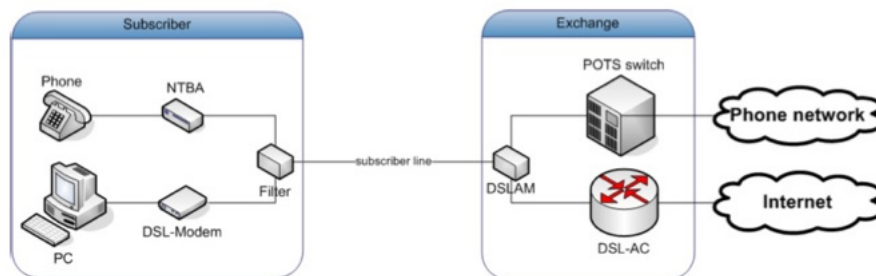 Subscriber
Exchange
Phone
NTBA
POTS switch
Phone network
Filter
subscriber line
DSLAM
PC
DSL-Modem
DSL-AC
Internet